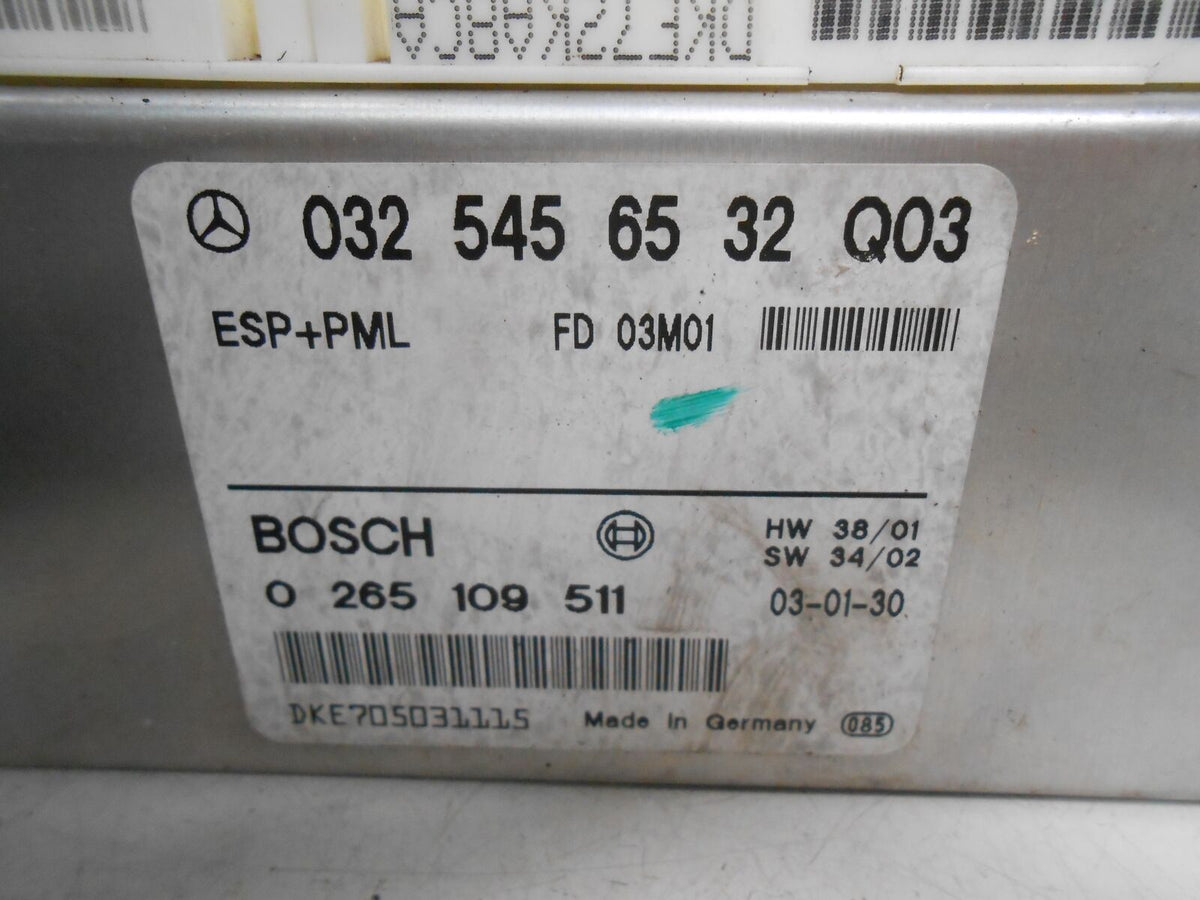 DKE72KABCA
032 545 65 32 Q03
ESP+PML FD 03M01
BOSCH HW 38/01
SW 34/02
0 265 109 511 03-01-30
DKE705031115
Made In Germany 085